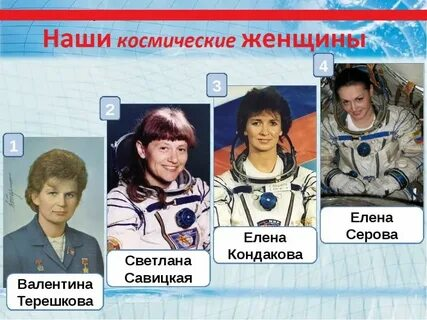 Наши космические женщины
1
Валентина
Терешкова
2
Светлана
Савицкая
3
Елена
Кондакова
4
Елена
Серова